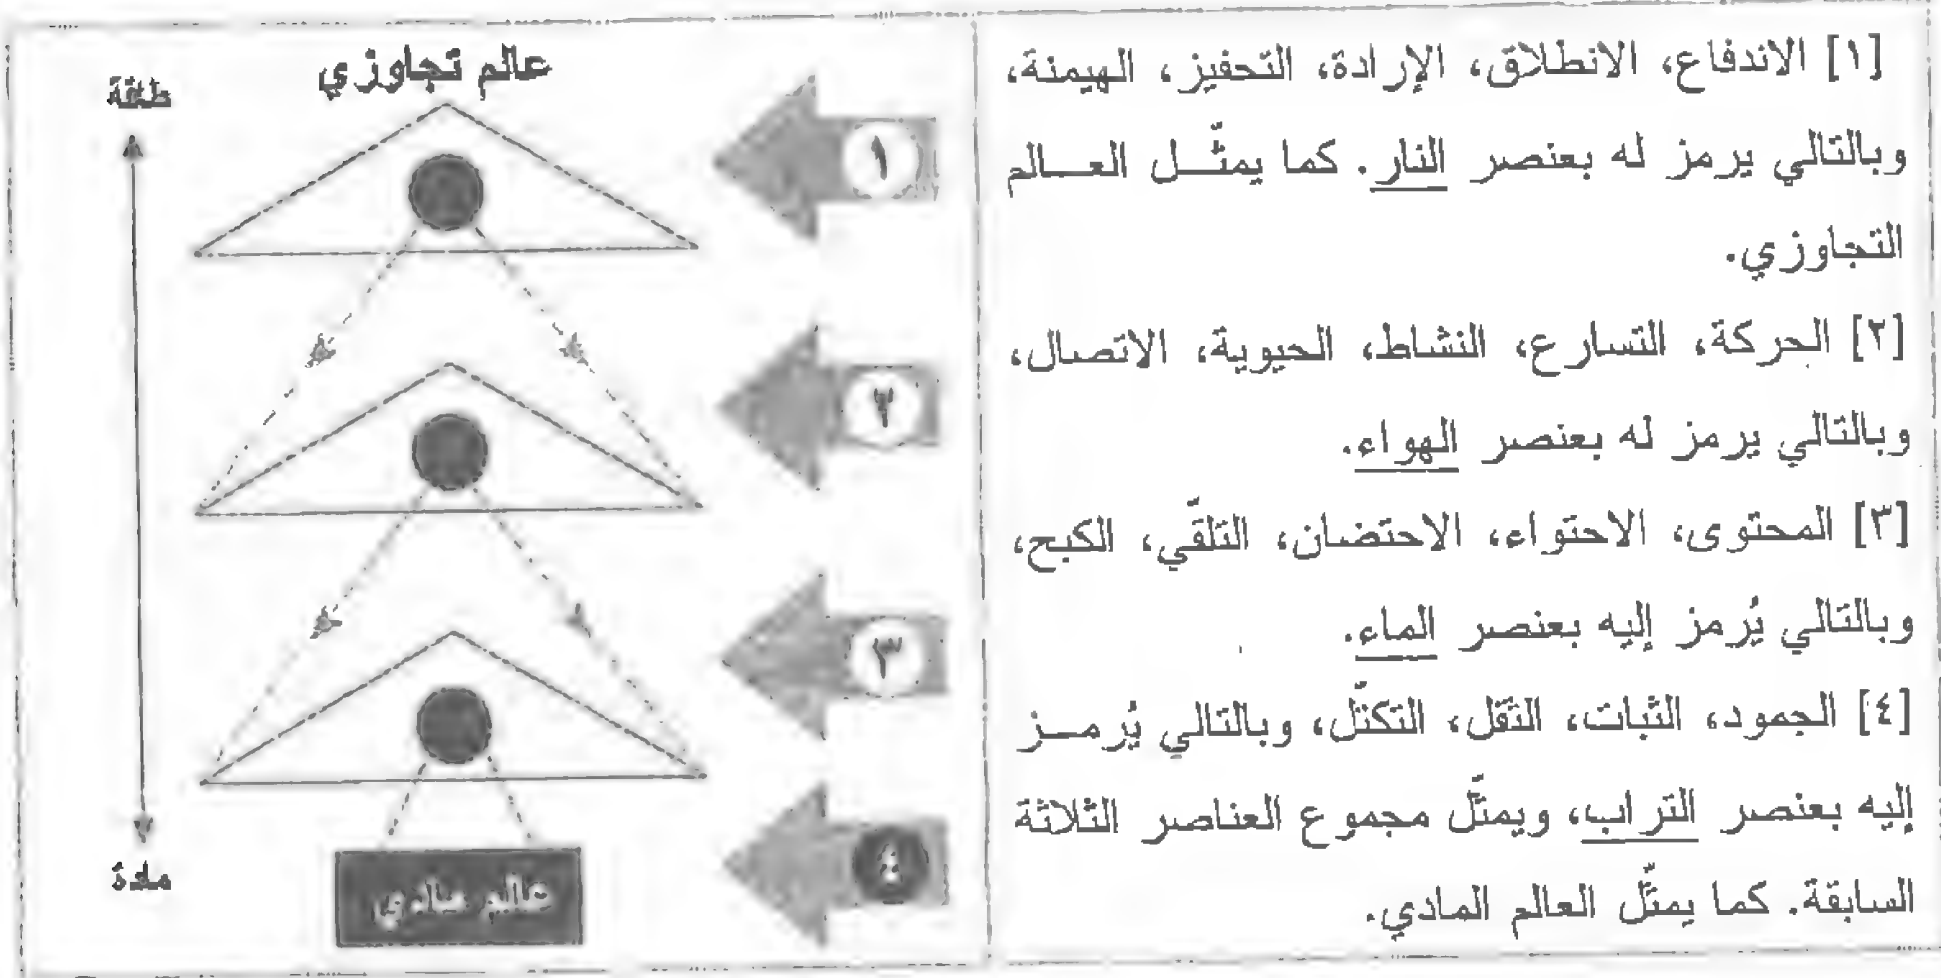 [١] الاندفاع، الانطلاق، الإرادة، التحفيز، الهيمنة،
وبالتالي يرمز له بعنصر النار. كما يمثّل العالم
التجاوزي.
[٢] الحركة، التسارع، النشاط، الحيوية، الاتصال،
وبالتالي يرمز له بعنصر الهواء.
[٣] المحتوى، الاحتواء، الاحتضان، التلقّي، الكبح،
وبالتالي يُرمز إليه بعنصر الماء.
[٤] الجمود، الثبات، الثقل، التكتّل، وبالتالي يُرمز
إليه بعنصر التراب، ويمثّل مجموع العناصر الثلاثة
السابقة. كما يمثّل العالم المادي.
عالم تجاوزي
طاقة
١
٢
٣
٤
مادة
عالم مادي